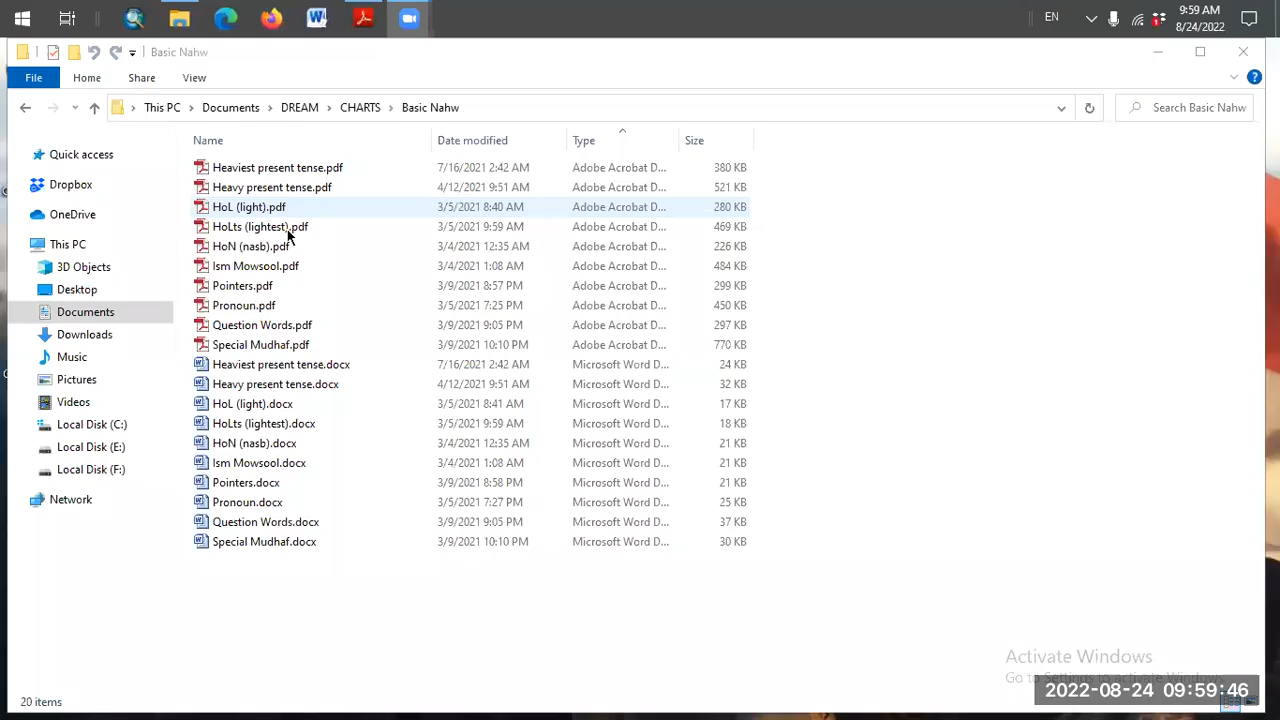 EN
9:59 AM
8/24/2022
Basic Nahw
File Home Share View
This PC Documents DREAM CHARTS Basic Nahw
Search Basic Nahw
Name Date modified Type Size
Quick access
Dropbox
OneDrive
This PC
3D Objects
Desktop
Documents
Downloads
Music
Pictures
Videos
Local Disk (C:)
Local Disk (E:)
Local Disk (F:)
Network
Heaviest present tense.pdf 7/16/2021 2:42 AM Adobe Acrobat D... 380 KB
Heavy present tense.pdf 4/12/2021 9:51 AM Adobe Acrobat D... 521 KB
HoL (light).pdf 3/5/2021 8:40 AM Adobe Acrobat D... 280 KB
HoLts (lightest).pdf 3/5/2021 9:59 AM Adobe Acrobat D... 469 KB
HoN (nasb).pdf 3/4/2021 12:35 AM Adobe Acrobat D... 226 KB
Ism Mowsool.pdf 3/4/2021 1:08 AM Adobe Acrobat D... 484 KB
Pointers.pdf 3/9/2021 8:57 PM Adobe Acrobat D... 299 KB
Pronoun.pdf 3/5/2021 7:25 PM Adobe Acrobat D... 450 KB
Question Words.pdf 3/9/2021 9:05 PM Adobe Acrobat D... 297 KB
Special Mudhaf.pdf 3/9/2021 10:10 PM Adobe Acrobat D... 770 KB
Heaviest present tense.docx 7/16/2021 2:42 AM Microsoft Word D... 24 KB
Heavy present tense.docx 4/12/2021 9:51 AM Microsoft Word D... 32 KB
HoL (light).docx 3/5/2021 8:41 AM Microsoft Word D... 17 KB
HoLts (lightest).docx 3/5/2021 9:59 AM Microsoft Word D... 18 KB
HoN (nasb).docx 3/4/2021 12:35 AM Microsoft Word D... 21 KB
Ism Mowsool.docx 3/4/2021 1:08 AM Microsoft Word D... 21 KB
Pointers.docx 3/9/2021 8:58 PM Microsoft Word D... 21 KB
Pronoun.docx 3/5/2021 7:27 PM Microsoft Word D... 25 KB
Question Words.docx 3/9/2021 9:05 PM Microsoft Word D... 37 KB
Special Mudhaf.docx 3/9/2021 10:10 PM Microsoft Word D... 30 KB
Activate Windows
Go to Settings to activate Windows.
2022-08-24 09:59:46
20 items